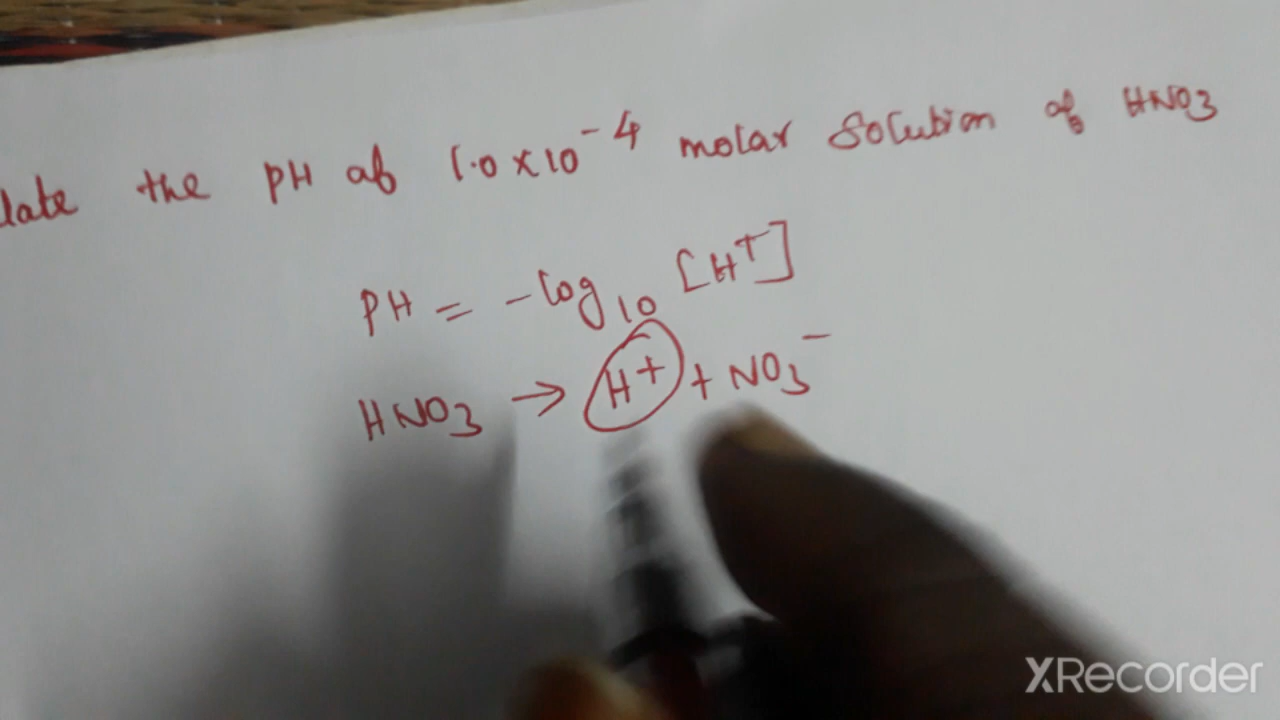 late the PH of 1.0 x 10⁻⁴ molar Solution of HNO3
PH = -log₁₀ [H⁺]
HNO₃ → H⁺ + NO₃⁻
XRecorder